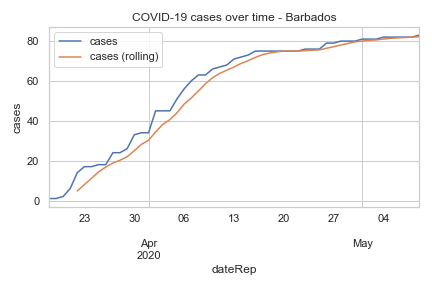 COVID-19 cases over time - Barbados
cases
cases (rolling)
80
60
40
20
0
cases
23 30 06 13 20 27 04
Apr May
2020
dateRep